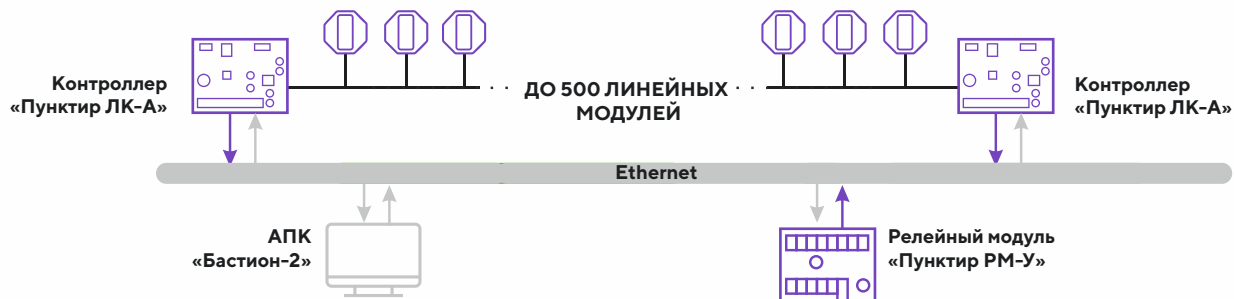 Контроллер
«Пунктир ЛК-А»
ДО 500 ЛИНЕЙНЫХ
МОДУЛЕЙ
Контроллер
«Пунктир ЛК-А»
Ethernet
АПК
«Бастион-2»
Релейный модуль
«Пунктир РМ-У»